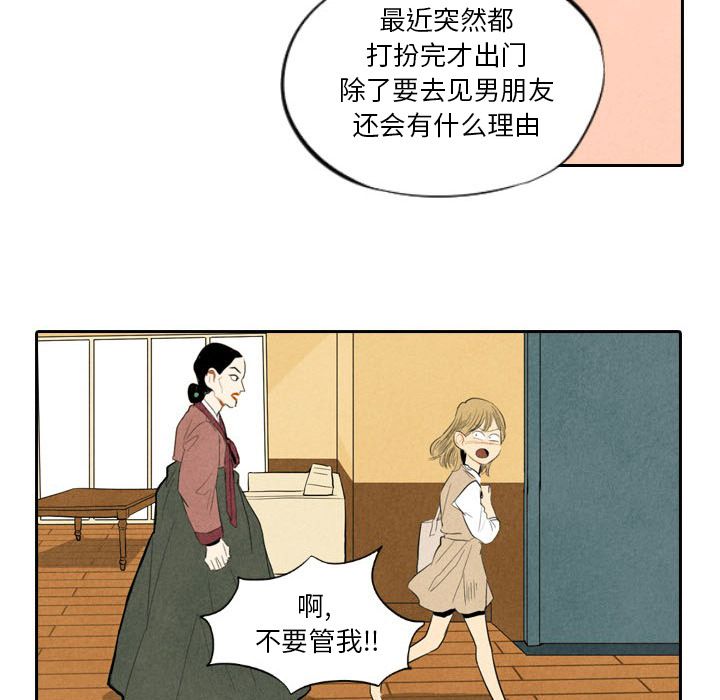 最近突然都
打扮完才出门
除了要去见男朋友
还会有什么理由
啊,
不要管我!!